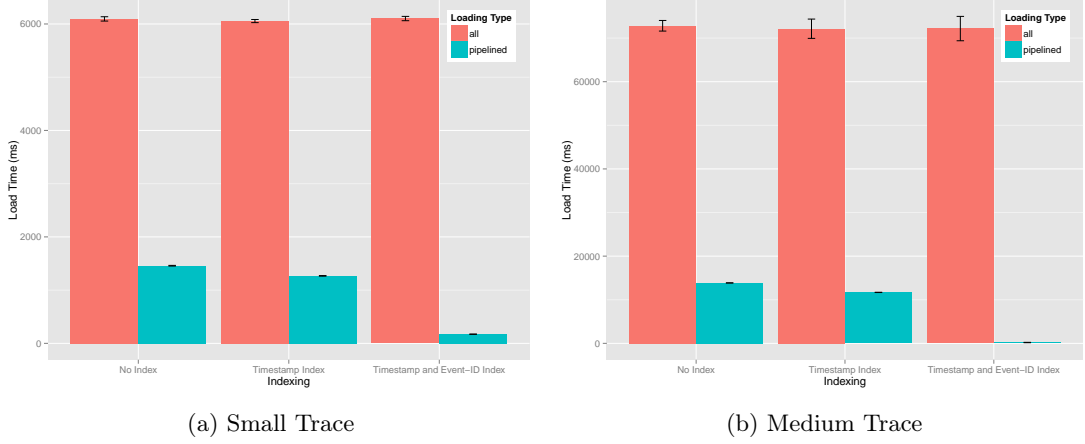 Load Time (ms)
6000
4000
2000
0
Loading Type
all
pipelined
No Index
Timestamp Index
Timestamp and Event-ID Index
Indexing
(a) Small Trace
Load Time (ms)
60000
40000
20000
0
Loading Type
all
pipelined
No Index
Timestamp Index
Timestamp and Event-ID Index
Indexing
(b) Medium Trace